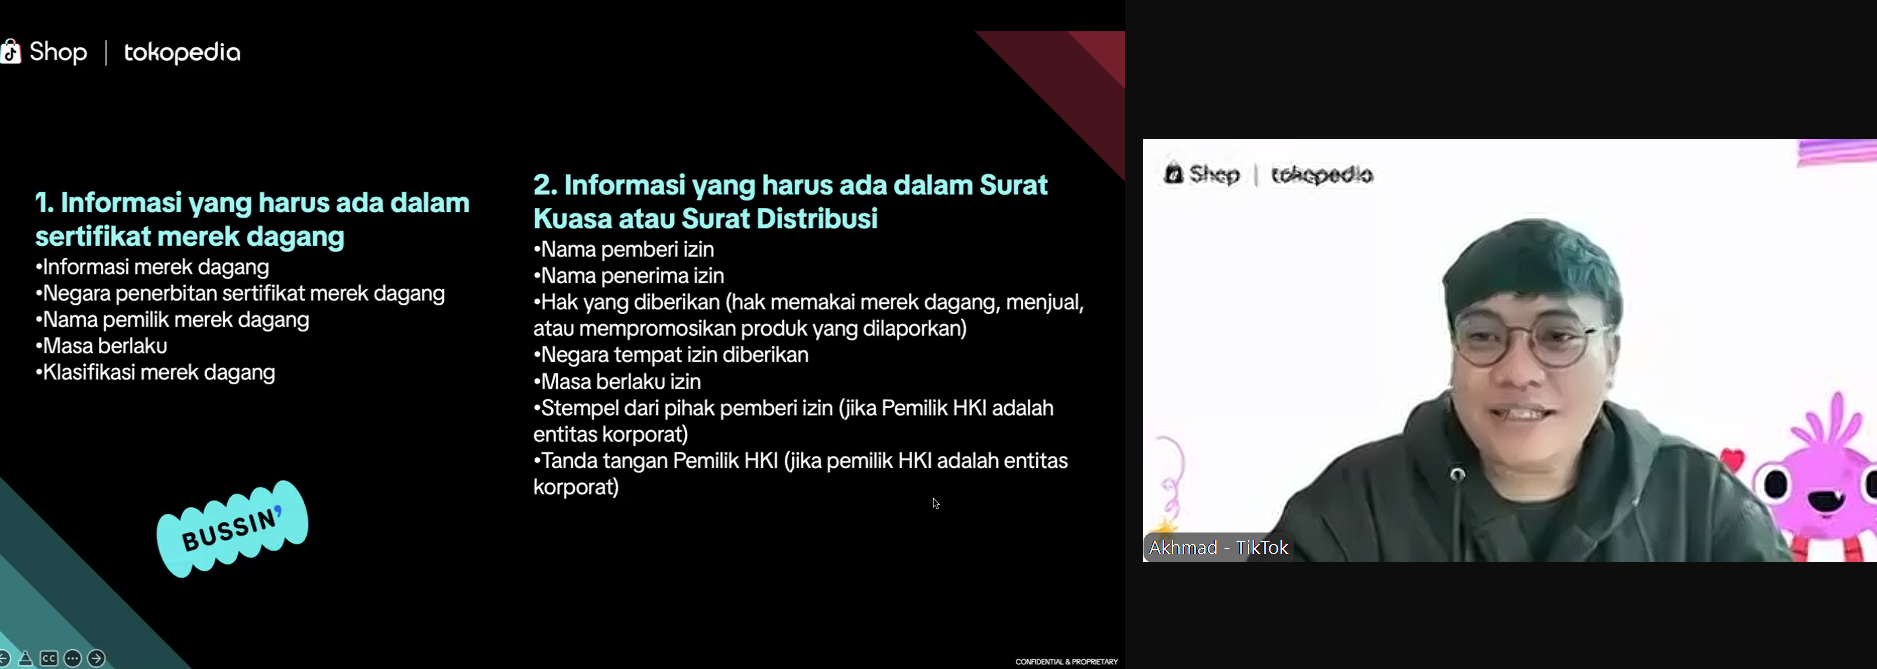 Shop | tokopedia
1. Informasi yang harus ada dalam
sertifikat merek dagang
•Informasi merek dagang
•Negara penerbitan sertifikat merek dagang
•Nama pemilik merek dagang
•Masa berlaku
•Klasifikasi merek dagang
BUSSIN'
2. Informasi yang harus ada dalam Surat
Kuasa atau Surat Distribusi
•Nama pemberi izin
•Nama penerima izin
•Hak yang diberikan (hak memakai merek dagang, menjual,
atau mempromosikan produk yang dilaporkan)
•Negara tempat izin diberikan
•Masa berlaku izin
•Stempel dari pihak pemberi izin (jika Pemilik HKI adalah
entitas korporat)
•Tanda tangan Pemilik HKI (jika pemilik HKI adalah entitas
korporat)
CC
CONFIDENTIAL & PROPRIETARY
Shop | tokopedia
Akhmad - TikTok